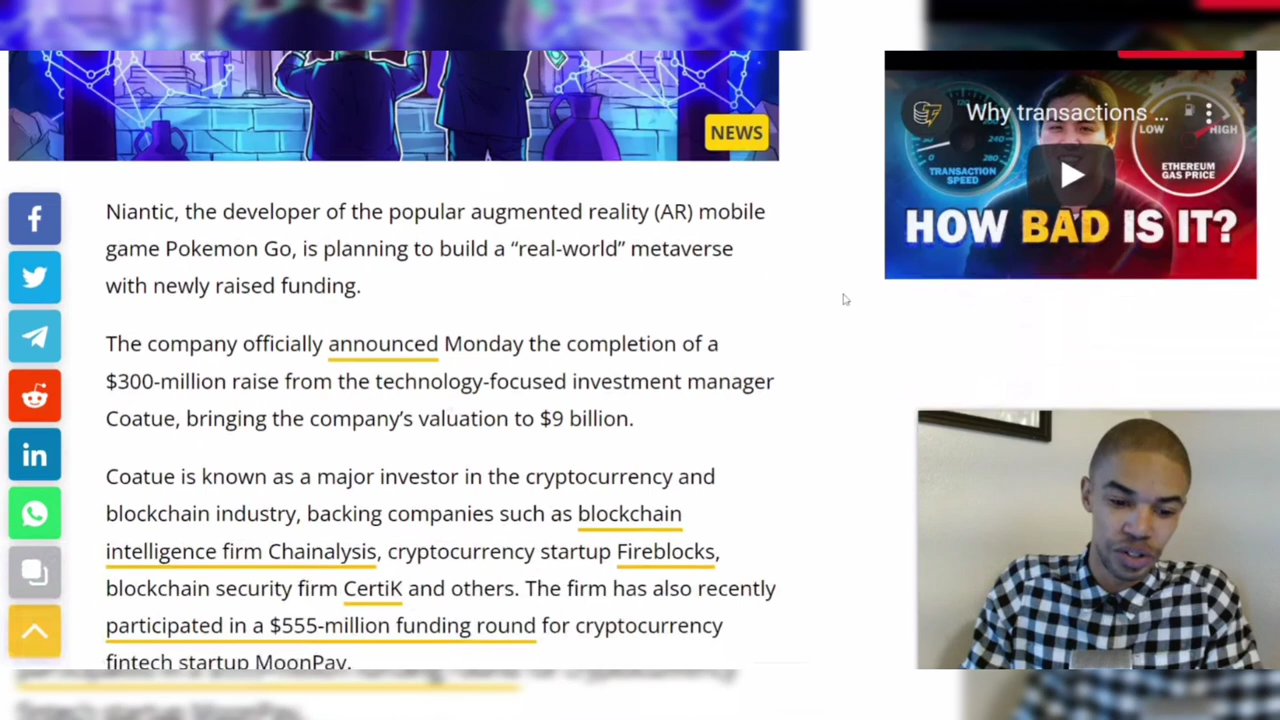 NEWS
Niantic, the developer of the popular augmented reality (AR) mobile
game Pokemon Go, is planning to build a “real-world” metaverse
with newly raised funding.
The company officially announced Monday the completion of a
$300-million raise from the technology-focused investment manager
Coatue, bringing the company’s valuation to $9 billion.
Coatue is known as a major investor in the cryptocurrency and
blockchain industry, backing companies such as blockchain
intelligence firm Chainalysis, cryptocurrency startup Fireblocks,
blockchain security firm CertiK and others. The firm has also recently
participated in a $555-million funding round for cryptocurrency
fintech startup MoonPay.
Why transactions ...
240
280
0
TRANSACTION
SPEED
LOW
HIGH
ETHEREUM
GAS PRICE
HOW BAD IS IT?
in